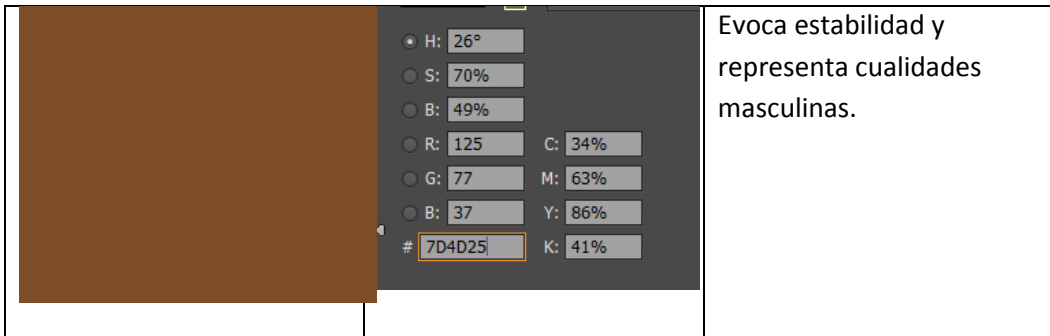 H: 26°
S: 70%
B: 49%
R: 125 C: 34%
G: 77 M: 63%
B: 37 Y: 86%
# 7D4D25 K: 41%
Evoca estabilidad y
representa cualidades
masculinas.